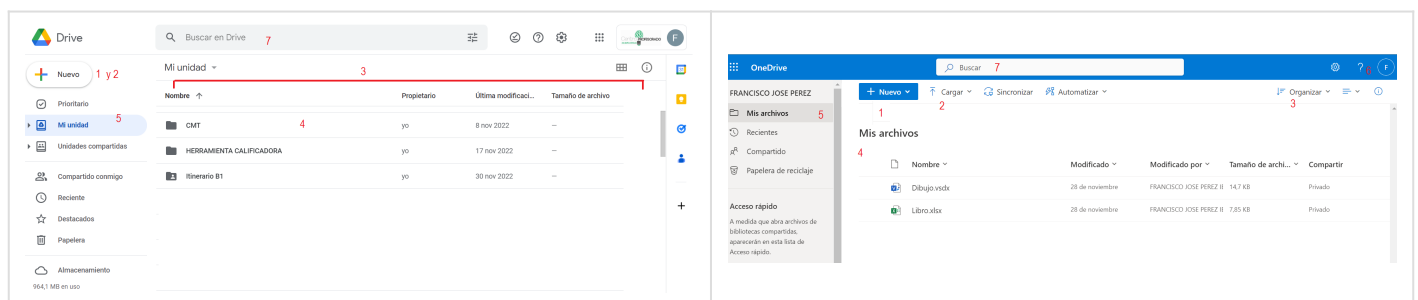 Drive
Buscar en Drive 7
F
Nuevo 1 y 2
Mi unidad 3
Nombre Propietario Última modificaci... Tamaño de archivo
Prioritario
Mi unidad 5
Unidades compartidas
Compartido conmigo
Reciente
Destacados
Papelera
Almacenamiento
964,1 MB en uso
CMT 4 yo 8 nov 2022 —
HERRAMIENTA CALIFICADORA yo 17 nov 2022 —
Itinerario B1 yo 30 nov 2022 —
OneDrive Buscar 7 ? F
FRANCISCO JOSE PEREZ
Mis archivos 5
Recientes
Compartido
Papelera de reciclaje
Acceso rápido
A medida que abra archivos de
bibliotecas compartidas,
aparecerán en esta lista de
Acceso rápido.
+ Nuevo Cargar Sincronizar Automatizar Organizar
1 2 3
Mis archivos
4
Nombre Modificado Modificado por Tamaño de archi... Compartir
Dibujo.vsdx 28 de noviembre FRANCISCO JOSE PEREZ 14,7 KB Privado
Libro.xlsx 28 de noviembre FRANCISCO JOSE PEREZ 7,85 KB Privado